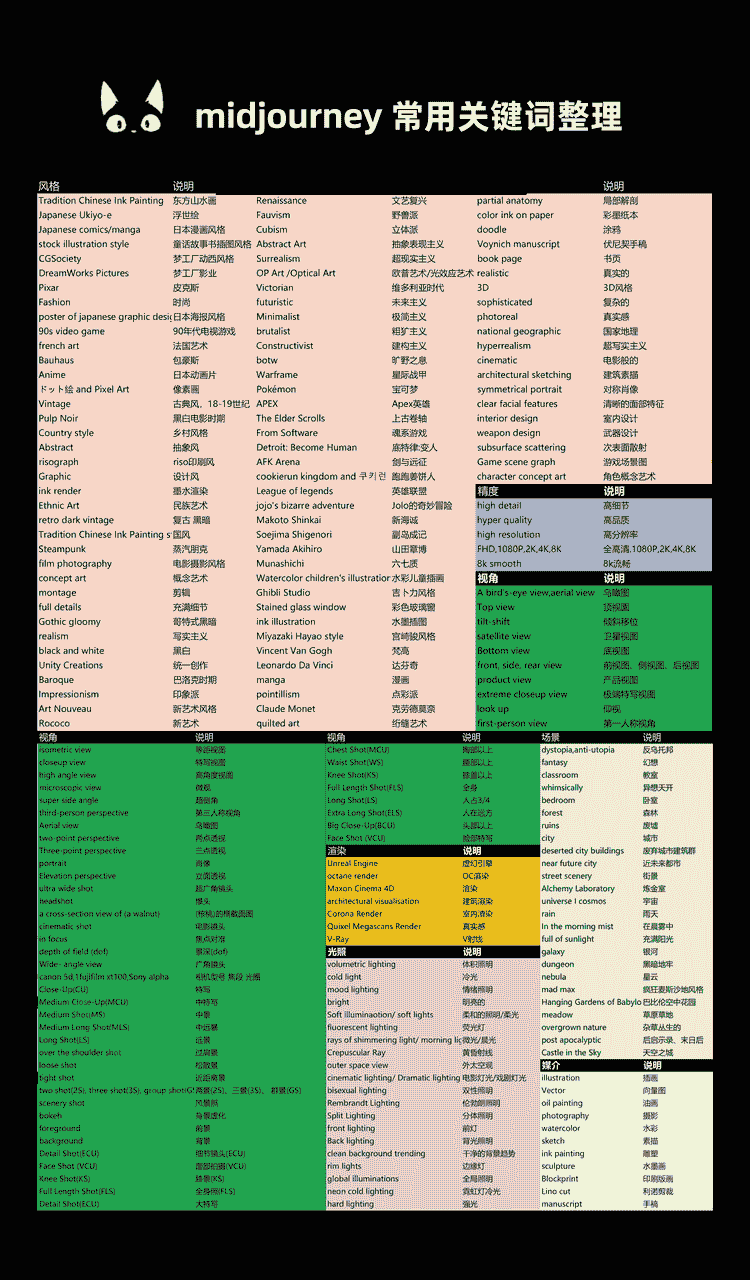 midjourney 常用关键词整理
风格 说明 说明
Tradition Chinese Ink Painting 东方山水画 Renaissance 文艺复兴 partial anatomy 局部解剖
Japanese Ukiyo-e 浮世绘 Fauvism 野兽派 color ink on paper 彩墨纸本
Japanese comics/manga 日本漫画风格 Cubism 立体派 doodle 涂鸦
stock illustration style 童话故事书插图风格 Abstract Art 抽象表现主义 Voynich manuscript 伏尼契手稿
CGSociety 梦工厂动西风格 Surrealism 超现实主义 book page 书页
DreamWorks Pictures 梦工厂影业 OP Art /Optical Art 欧普艺术/光效应艺术 realistic 真实的
Pixar 皮克斯 Victorian 维多利亚时代 3D 3D风格
Fashion 时尚 futuristic 未来主义 sophisticated 复杂的
poster of japanese graphic desig 日本海报风格 Minimalist 极简主义 photoreal 真实感
90s video game 90年代电视游戏 brutalist 粗犷主义 national geographic 国家地理
french art 法国艺术 Constructivist 建构主义 hyperrealism 超写实主义
Bauhaus 包豪斯 botw 旷野之息 cinematic 电影般的
Anime 日本动画片 Warframe 星际战甲 architectural sketching 建筑素描
ドット絵 and Pixel Art 像素画 Pokémon 宝可梦 symmetrical portrait 对称肖像
Vintage 古典风，18-19世纪 APEX Apex英雄 clear facial features 清晰的面部特征
Pulp Noir 黑白电影时期 The Elder Scrolls 上古卷轴 interior design 室内设计
Country style 乡村风格 From Software 魂系游戏 weapon design 武器设计
Abstract 抽象风 Detroit: Become Human 底特律:变人 subsurface scattering 次表面散射
risograph riso印刷风 AFK Arena 剑与远征 Game scene graph 游戏场景图
Graphic 设计风 cookierun kingdom and 쿠키런 跑跑姜饼人 character concept art 角色概念艺术
ink render 墨水渲染 League of legends 英雄联盟 精度 说明
Ethnic Art 民族艺术 jojo's bizarre adventure Jolo的奇妙冒险 high detail 高细节
retro dark vintage 复古 黑暗 Makoto Shinkai 新海诚 hyper quality 高品质
Tradition Chinese Ink Painting s 国风 Soejima Shigenori 副岛成记 high resolution 高分辨率
Steampunk 蒸汽朋克 Yamada Akihiro 山田章博 FHD,1080P,2K,4K,8K 全高清,1080P,2K,4K,8K
film photography 电影摄影风格 Munashichi 六七质 8k smooth 8k流畅
concept art 概念艺术 Watercolor children's illustration 水彩儿童插画 视角 说明
montage 剪辑 Ghibli Studio 吉卜力风格 A bird's-eye view,aerial view 鸟瞰图
full details 充满细节 Stained glass window 彩色玻璃窗 Top view 顶视图
Gothic gloomy 哥特式黑暗 ink illustration 水墨插图 tilt-shift 倾斜移位
realism 写实主义 Miyazaki Hayao style 宫崎骏风格 satellite view 卫星视图
black and white 黑白 Vincent Van Gogh 梵高 Bottom view 底视图
Unity Creations 统一创作 Leonardo Da Vinci 达芬奇 front, side, rear view 前视图、侧视图、后视图
Baroque 巴洛克时期 manga 漫画 product view 产品视图
Impressionism 印象派 pointillism 点彩派 extreme closeup view 极端特写视图
Art Nouveau 新艺术风格 Claude Monet 克劳德莫奈 look up 仰视
Rococo 新艺术 quilted art 绗缝艺术 first-person view 第一人称视角
视角 说明 视角 说明 场景 说明
isometric view 等距视图 Chest Shot(MCU) 胸部以上 dystopia,anti-utopia 反乌托邦
closeup view 特写视图 Waist Shot(WS) 腰部以上 fantasy 幻想
high angle view 高角度视图 Knee Shot(KS) 膝盖以上 classroom 教室
microscopic view 微观 Full Length Shot(FLS) 全身 whimsically 异想天开
super side angle 超侧角 Long Shot(LS) 人占3/4 bedroom 卧室
third-person perspective 第三人称视角 Extra Long Shot(ELS) 人在远方 forest 森林
Aerial view 鸟瞰图 Big Close-Up(BCU) 头部以上 ruins 废墟
two-point perspective 两点透视 Face Shot (VCU) 脸部特写 city 城市
Three-point perspective 三点透视 渲染 说明 deserted city buildings 废弃城市建筑群
portrait 肖像 Unreal Engine 虚幻引擎 near future city 近未来都市
Elevation perspective 立面透视 octane render OC渲染 street scenery 街景
ultra wide shot 超广角镜头 Maxon Cinema 4D 渲染 Alchemy Laboratory 炼金室
headshot 爆头 architectural visualisation 建筑渲染 universe I cosmos 宇宙
a cross-section view of (a walnut) (核桃)的横截面图 Corona Render 室内渲染 rain 雨天
cinematic shot 电影镜头 Quixel Megascans Render 真实感 In the morning mist 在晨雾中
in focus 焦点对准 V-Ray V射线 full of sunlight 充满阳光
depth of field (dof) 景深(dof) 光照 说明 galaxy 银河
Wide- angle view 广角镜头 volumetric lighting 体积照明 dungeon 黑暗地牢
canon 5d,1fujifilm xt100,Sony alpha 相机型号 焦段 光圈 cold light 冷光 nebula 星云
Close-Up(CU) 特写 mood lighting 情绪照明 mad max 疯狂麦斯沙地风格
Medium Close-Up(MCU) 中特写 bright 明亮的 Hanging Gardens of Babylo 巴比伦空中花园
Medium Shot(MS) 中景 Soft illuminaotion/ soft lights 柔和的照明/柔光 meadow 草原草地
Medium Long Shot(MLS) 中远景 fluorescent lighting 荧光灯 overgrown nature 杂草丛生的
Long Shot(LS) 远景 rays of shimmering light/ morning lig 微光/晨光 post apocalyptic 后启示录、末日后
over the shoulder shot 过肩景 Crepuscular Ray 黄昏射线 Castle in the Sky 天空之城
loose shot 松散景 outer space view 外太空观 媒介 说明
tight shot 近距离景 cinematic lighting/ Dramatic lighting 电影灯光/戏剧灯光 illustration 插画
two shot(2S), three shot(3S), group shot(GS 两景(2S)、三景(3S)、 群景(GS) bisexual lighting 双性照明 Vector 向量图
scenery shot 风景照 Rembrandt Lighting 伦勃朗照明 oil painting 油画
bokeh 背景虚化 Split Lighting 分体照明 photography 摄影
foreground 前景 front lighting 前灯 watercolor 水彩
background 背景 Back lighting 背光照明 sketch 素描
Detail Shot(ECU) 细节镜头(ECU) clean background trending 干净的背景趋势 ink painting 雕塑
Face Shot (VCU) 面部拍摄(VCU) rim lights 边缘灯 sculpture 水墨画
Knee Shot(KS) 膝景(KS) global illuminations 全局照明 Blockprint 印刷版画
Full Length Shot(FLS) 全身照(FLS) neon cold lighting 霓虹灯冷光 Lino cut 利诺剪裁
Detail Shot(ECU) 大特写 hard lighting 强光 manuscript 手稿